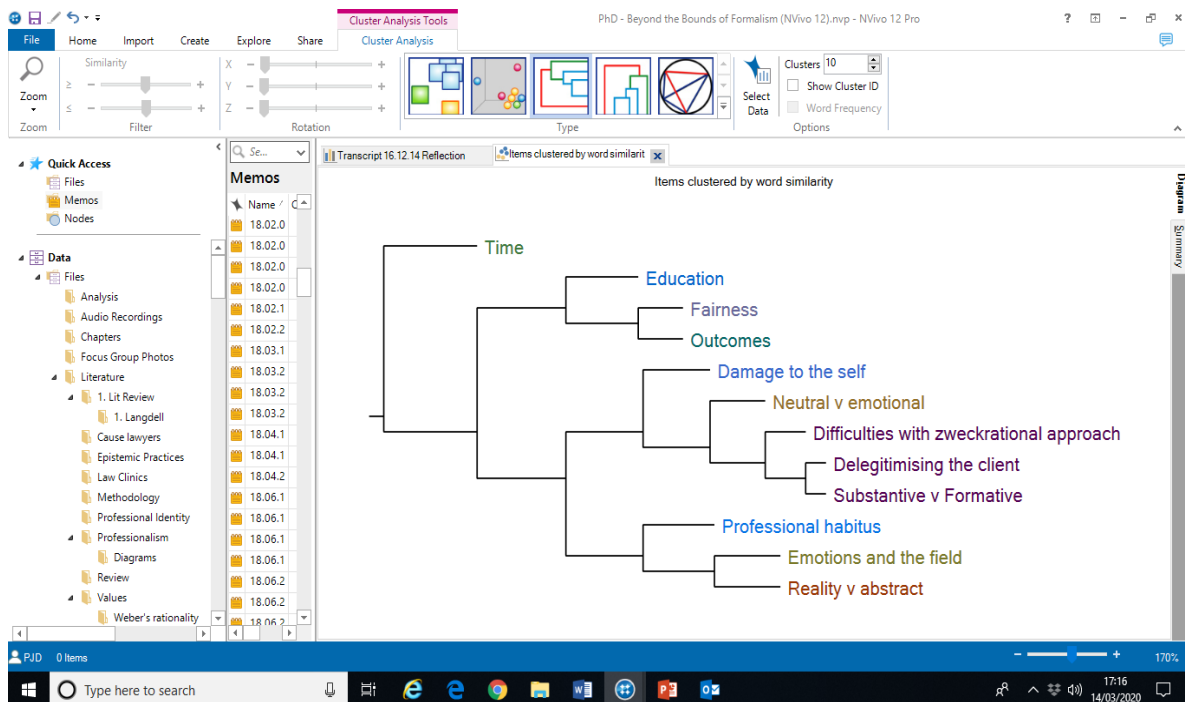 Cluster Analysis Tools
PhD - Beyond the Bounds of Formalism (NVivo 12).nvp - NVivo 12 Pro
File Home Import Create Explore Share Cluster Analysis
Zoom
Similarity
≥ - +
≤ - +
X - +
Y - +
Z - +
Select Data
Clusters 10
Show Cluster ID
Word Frequency
Zoom Filter Rotation Type Options
Quick Access
Files
Memos
Nodes
Data
Files
Analysis
Audio Recordings
Chapters
Focus Group Photos
Literature
1. Lit Review
1. Langdell
Cause lawyers
Epistemic Practices
Law Clinics
Methodology
Professional Identity
Professionalism
Diagrams
Review
Values
Weber's rationality
Se...
Memos
Name C
18.02.0
18.02.0
18.02.0
18.02.0
18.02.1
18.02.2
18.03.1
18.03.2
18.03.2
18.03.2
18.04.1
18.04.1
18.04.2
18.06.1
18.06.1
18.06.1
18.06.1
18.06.2
18.06.2
18.06.2
Transcript 16.12.14 Reflection
Items clustered by word similarit
Items clustered by word similarity
Time
Education
Fairness
Outcomes
Damage to the self
Neutral v emotional
Difficulties with zweckrational approach
Delegitimising the client
Substantive v Formative
Professional habitus
Emotions and the field
Reality v abstract
Diagram
Summary
PJD 0 Items
- + 170%
Type here to search
17:16
14/03/2020